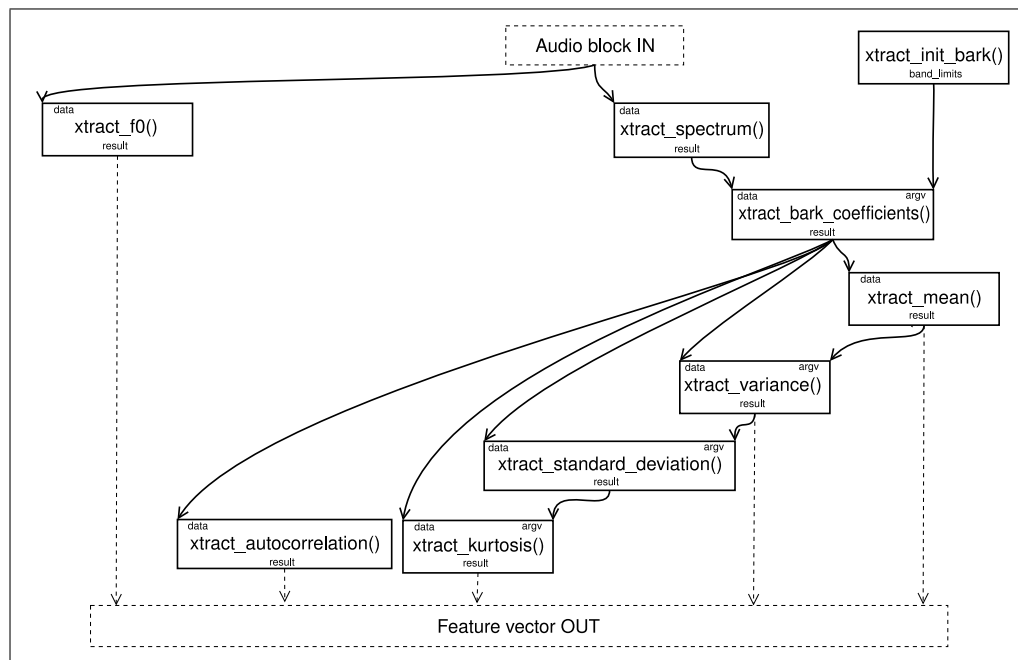 Audio block IN
xtract_init_bark()
band_limits
data
xtract_f0()
result
data
xtract_spectrum()
result
data argv
xtract_bark_coefficients()
result
data
xtract_mean()
result
data argv
xtract_variance()
result
data argv
xtract_standard_deviation()
result
data
xtract_autocorrelation()
result
data argv
xtract_kurtosis()
result
Feature vector OUT